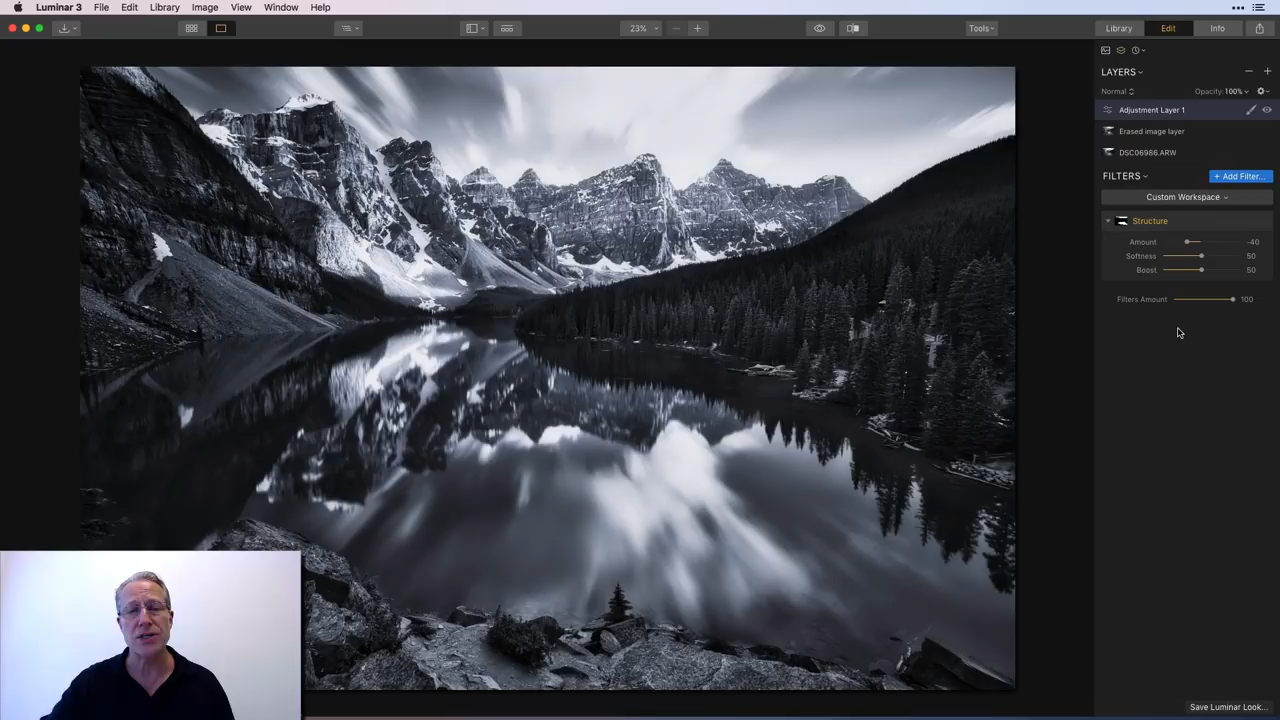 Luminar 3 File Edit Library Image View Window Help
23% Tools Library Edit Info
LAYERS
Normal Opacity: 100%
Adjustment Layer 1
Erased image layer
DSC06986.ARW
FILTERS + Add Filter...
Custom Workspace
Structure
Amount -40
Softness 50
Boost 50
Filters Amount 100
Save Luminar Look...